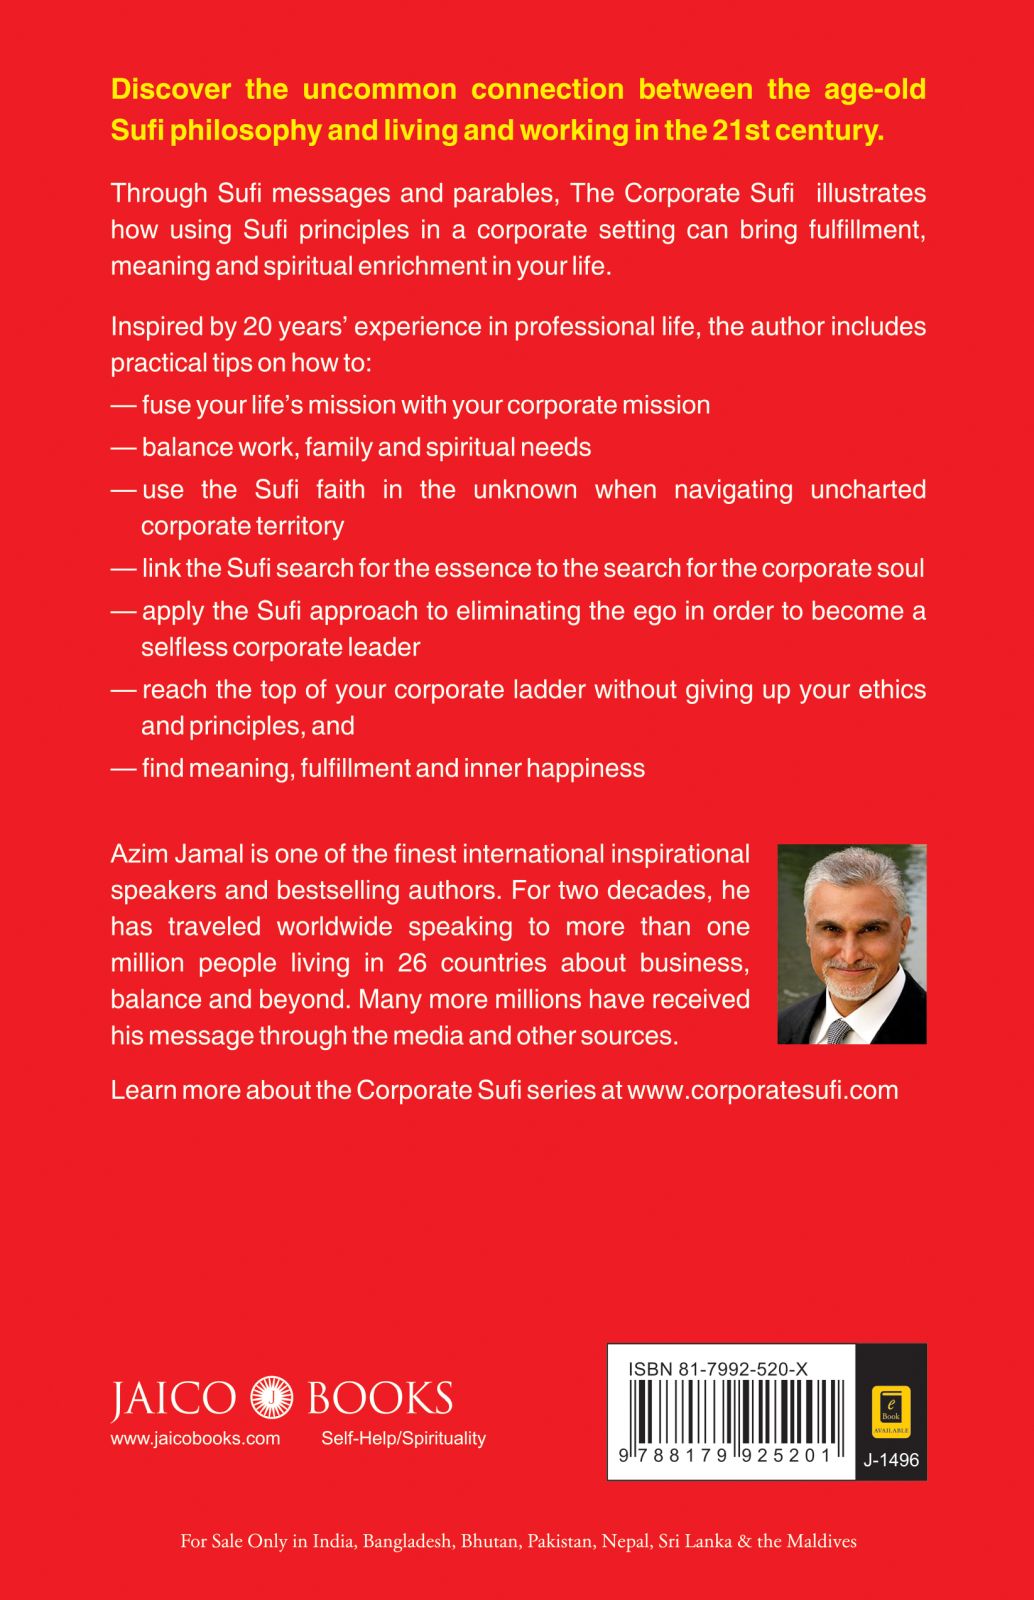 Discover the uncommon connection between the age-old
Sufi philosophy and living and working in the 21st century.
Through Sufi messages and parables, The Corporate Sufi illustrates
how using Sufi principles in a corporate setting can bring fulfillment,
meaning and spiritual enrichment in your life.
Inspired by 20 years’ experience in professional life, the author includes
practical tips on how to:
— fuse your life’s mission with your corporate mission
— balance work, family and spiritual needs
— use the Sufi faith in the unknown when navigating uncharted
corporate territory
— link the Sufi search for the essence to the search for the corporate soul
— apply the Sufi approach to eliminating the ego in order to become a
selfless corporate leader
— reach the top of your corporate ladder without giving up your ethics
and principles, and
— find meaning, fulfillment and inner happiness
Azim Jamal is one of the finest international inspirational
speakers and bestselling authors. For two decades, he
has traveled worldwide speaking to more than one
million people living in 26 countries about business,
balance and beyond. Many more millions have received
his message through the media and other sources.
Learn more about the Corporate Sufi series at www.corporatesufi.com
JAICO J BOOKS
www.jaicobooks.com Self-Help/Spirituality
ISBN 81-7992-520-X
9 788179 925201
e
Book
AVAILABLE
J-1496
For Sale Only in India, Bangladesh, Bhutan, Pakistan, Nepal, Sri Lanka & the Maldives